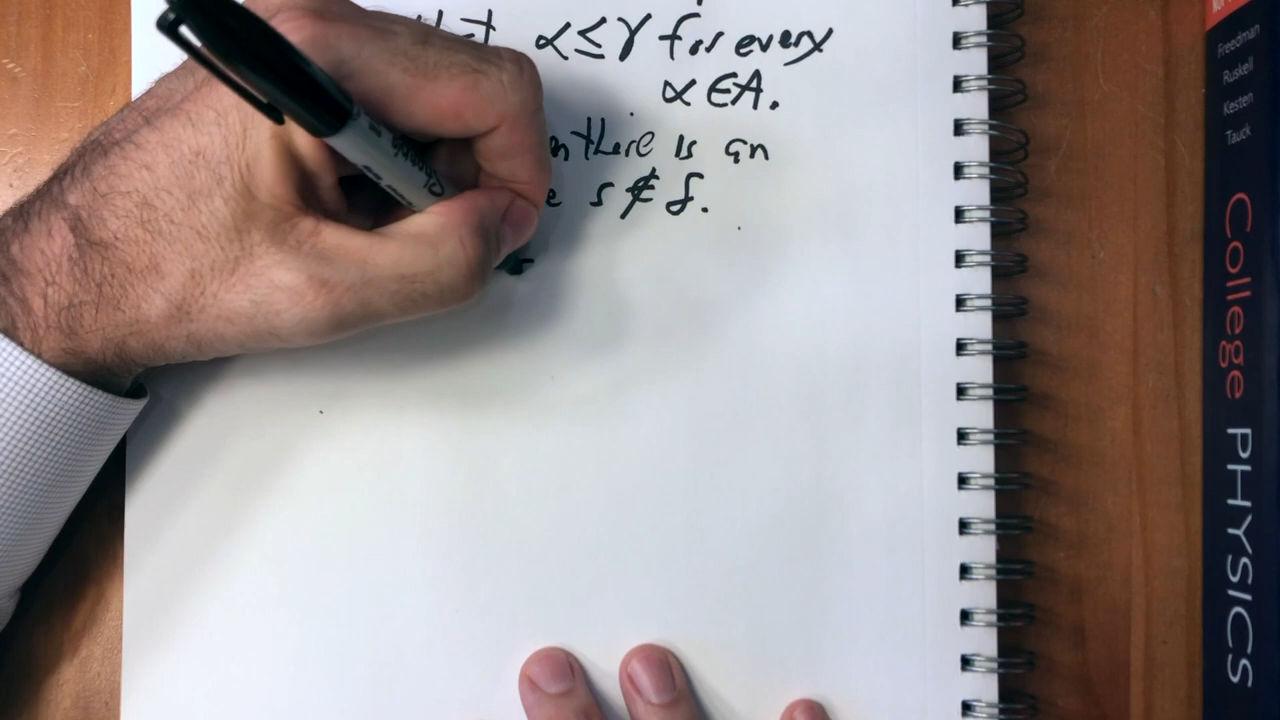 α ≤ γ for every
α ∈ A.
there is an
s ∉ δ.
Freedman
Ruskell
Kesten
Tauck
College PHYSICS